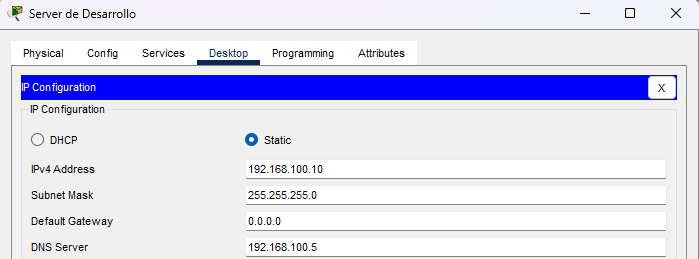 Server de Desarrollo
Physical Config Services Desktop Programming Attributes
IP Configuration X
IP Configuration
DHCP Static
IPv4 Address 192.168.100.10
Subnet Mask 255.255.255.0
Default Gateway 0.0.0.0
DNS Server 192.168.100.5